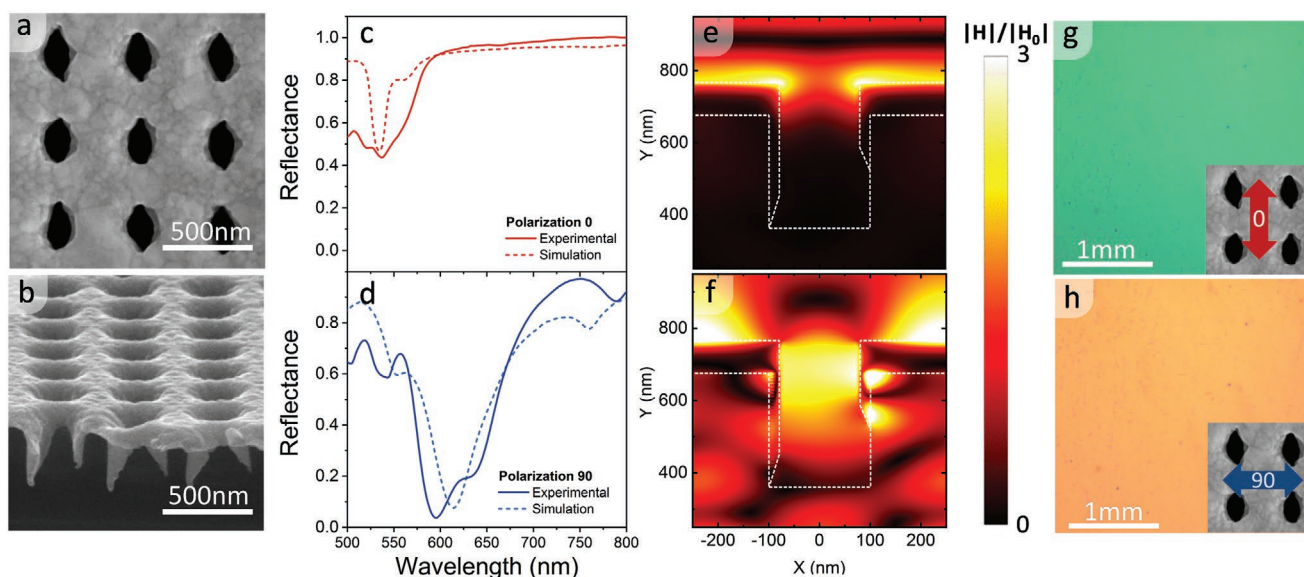 a
500nm
b
500nm
c
Reflectance
1.0
0.8
0.6
0.4
0.2
0.0
Polarization 0
Experimental
Simulation
d
Reflectance
0.8
0.6
0.4
0.2
0.0
Polarization 90
Experimental
Simulation
500 550 600 650 700 750 800
Wavelength (nm)
e
Y (nm)
800
600
400
f
Y (nm)
800
600
400
-200 -100 0 100 200
X (nm)
|H|/|H₀|
3
0
g
1mm
0
h
1mm
90